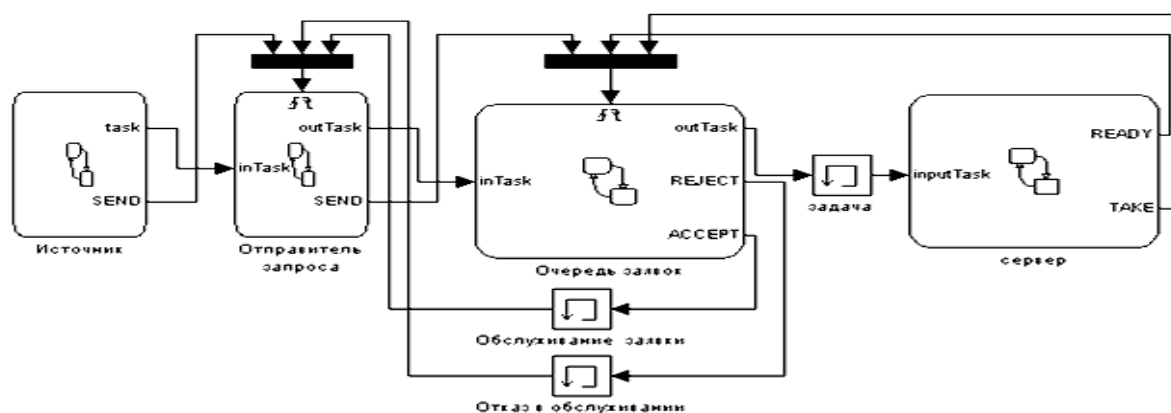 task
SEND
Источник
inTask
outTask
SEND
Отправитель
запроса
inTask
outTask
REJECT
ACCEPT
Очередь заявок
задача
inputTask
READY
TAKE
сервер
Обслуживание заявки
Отказ в обслуживании